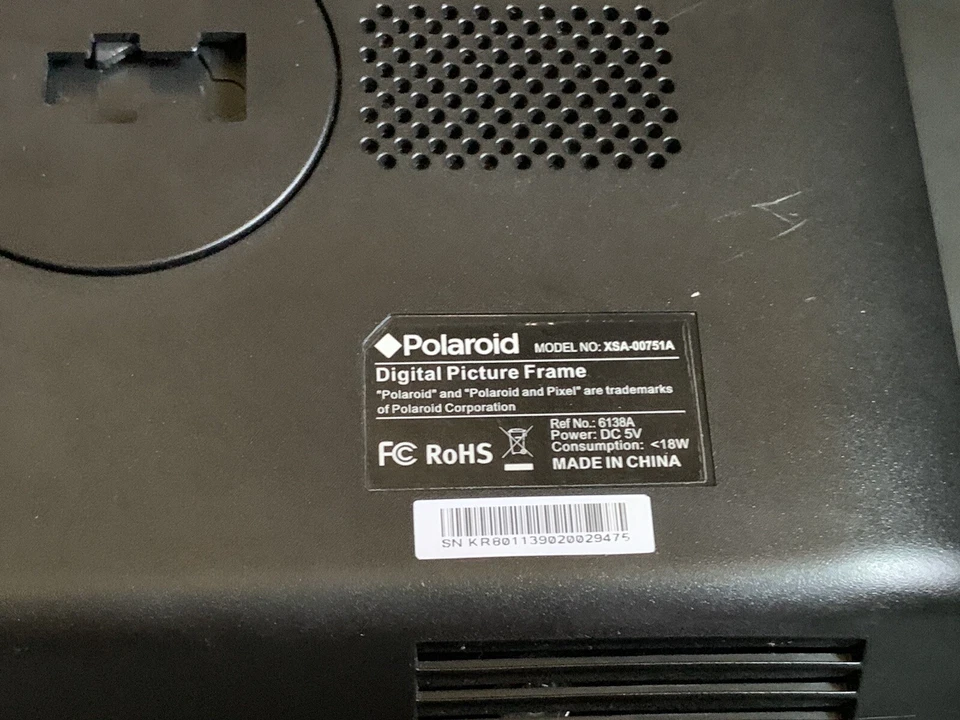 Polaroid MODEL NO: XSA-00751A
Digital Picture Frame
"Polaroid" and "Polaroid and Pixel" are trademarks
of Polaroid Corporation
Ref No.: 6138A
Power: DC 5V
Consumption: <18W
FC RoHS
MADE IN CHINA
SN KR801139020029475